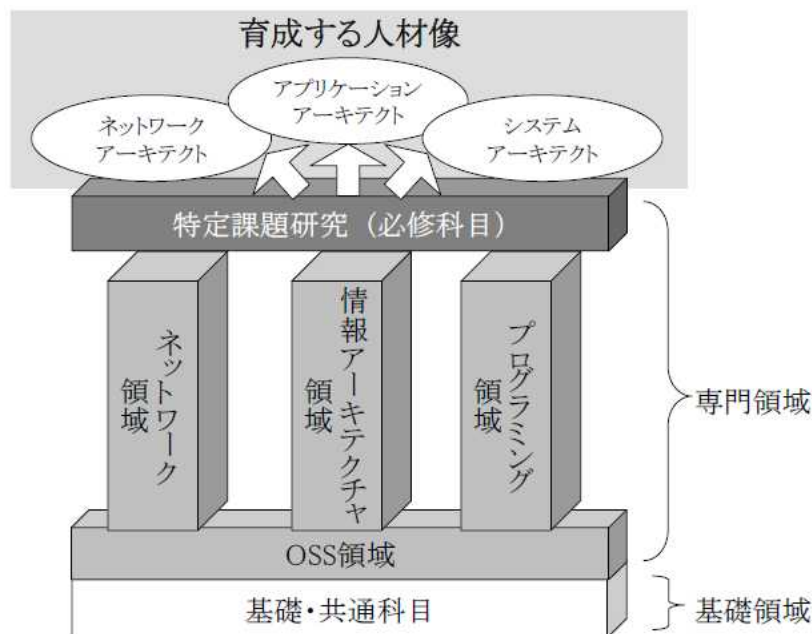 育成する人材像
アプリケーション
アーキテクト
ネットワーク
アーキテクト
システム
アーキテクト
特定課題研究（必修科目）
ネットワーク
領域
情報アーキテクチャ
領域
プログラミング
領域
専門領域
OSS領域
基礎・共通科目
基礎領域